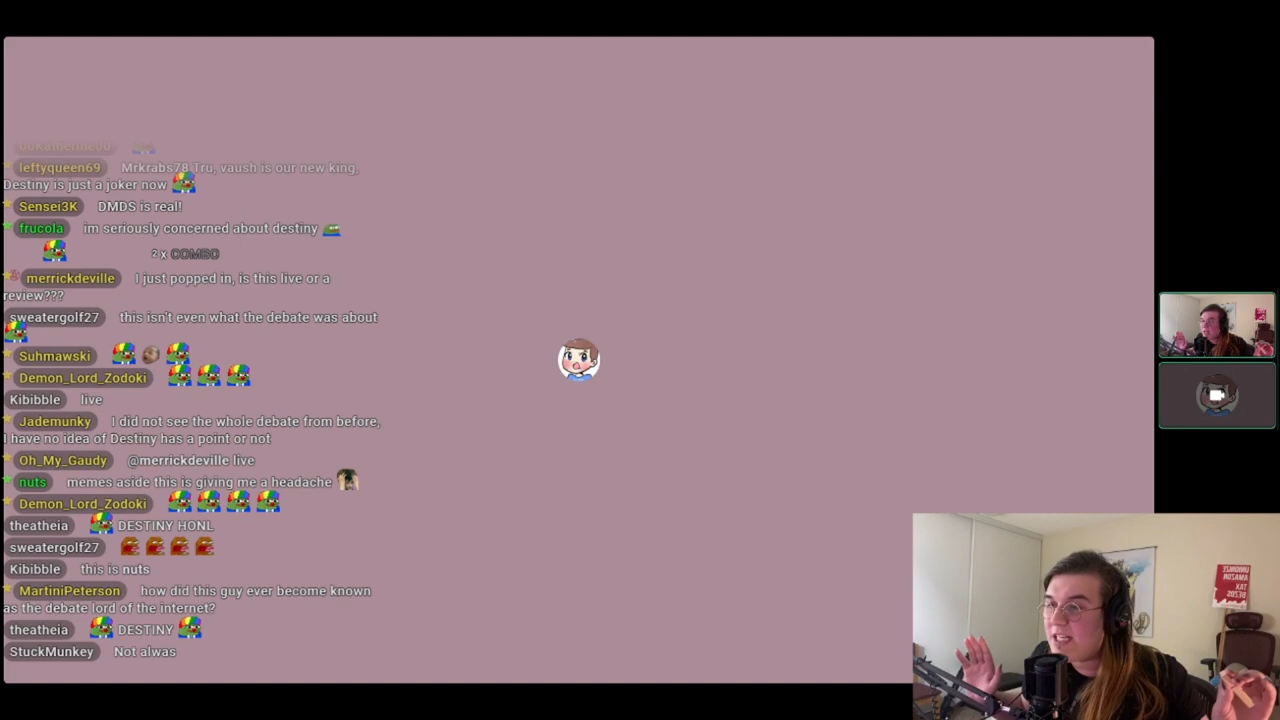 leftyqueen69 Mrkrabs78 Tru, vaush is our new king,
Destiny is just a joker now
Sensei3K DMDS is real!
frucola im seriously concerned about destiny
2 x COMBO
merrickdeville I just popped in, is this live or a
review???
sweatergolf27 this isn't even what the debate was about
Suhmawski
Demon_Lord_Zodoki
Kibibble live
Jademunky I did not see the whole debate from before,
I have no idea of Destiny has a point or not
Oh_My_Gaudy @merrickdeville live
nuts memes aside this is giving me a headache
Demon_Lord_Zodoki
theatheia DESTINY HONL
sweatergolf27
Kibibble this is nuts
MartiniPeterson how did this guy ever become known
as the debate lord of the internet?
theatheia DESTINY
StuckMunkey Not alwas
UNIONIZE
AMAZON
TAX
BEZOS